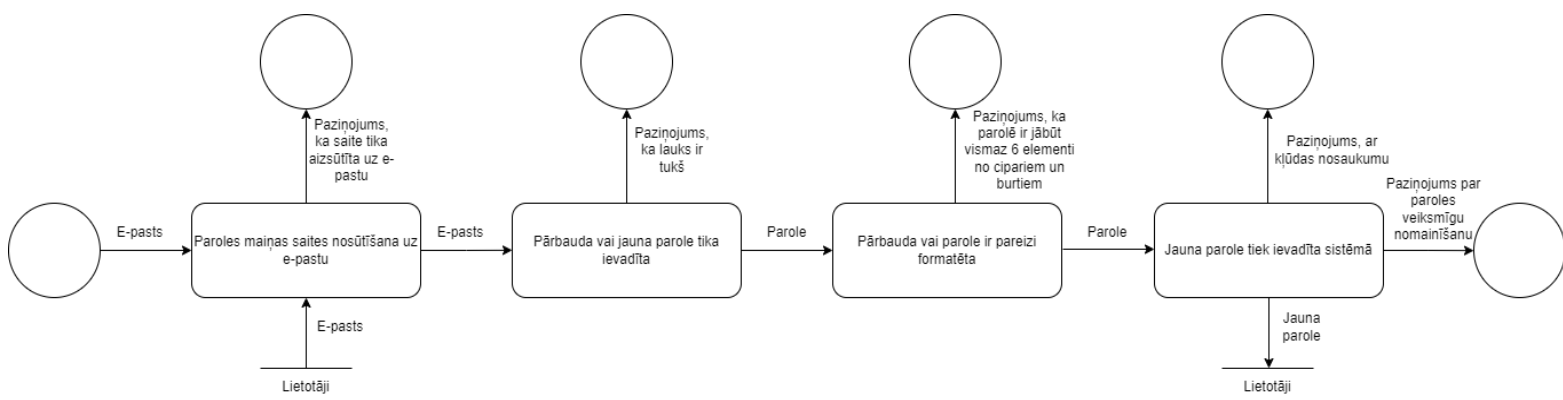 Paziņojums,
ka saite tika
aizsūtīta uz e-
pastu
Paziņojums,
ka lauks ir
tukš
Paziņojums, ka
parolē ir jābūt
vismaz 6 elementi
no cipariem un
burtiem
Paziņojums, ar
kļūdas nosaukumu
Paziņojums par
paroles
veiksmīgu
nomainīšanu
E-pasts
Paroles maiņas saites nosūtīšana uz
e-pastu
E-pasts
Pārbauda vai jauna parole tika
ievadīta
Parole
Pārbauda vai parole ir pareizi
formatēta
Parole
Jauna parole tiek ievadīta sistēmā
E-pasts
Jauna
parole
Lietotāji
Lietotāji